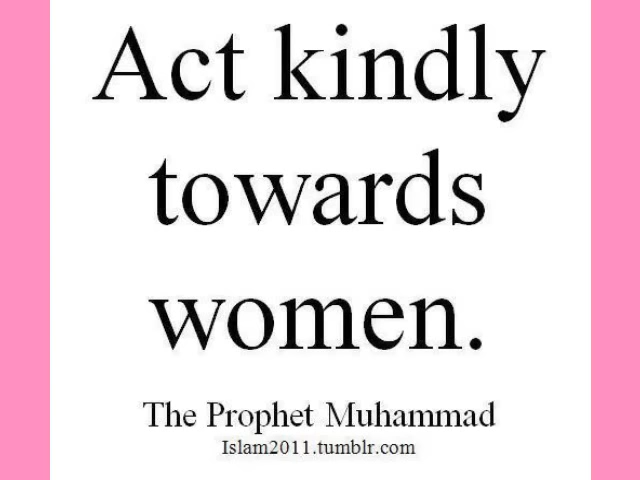 Act kindly
towards
women.
The Prophet Muhammad
Islam2011.tumblr.com